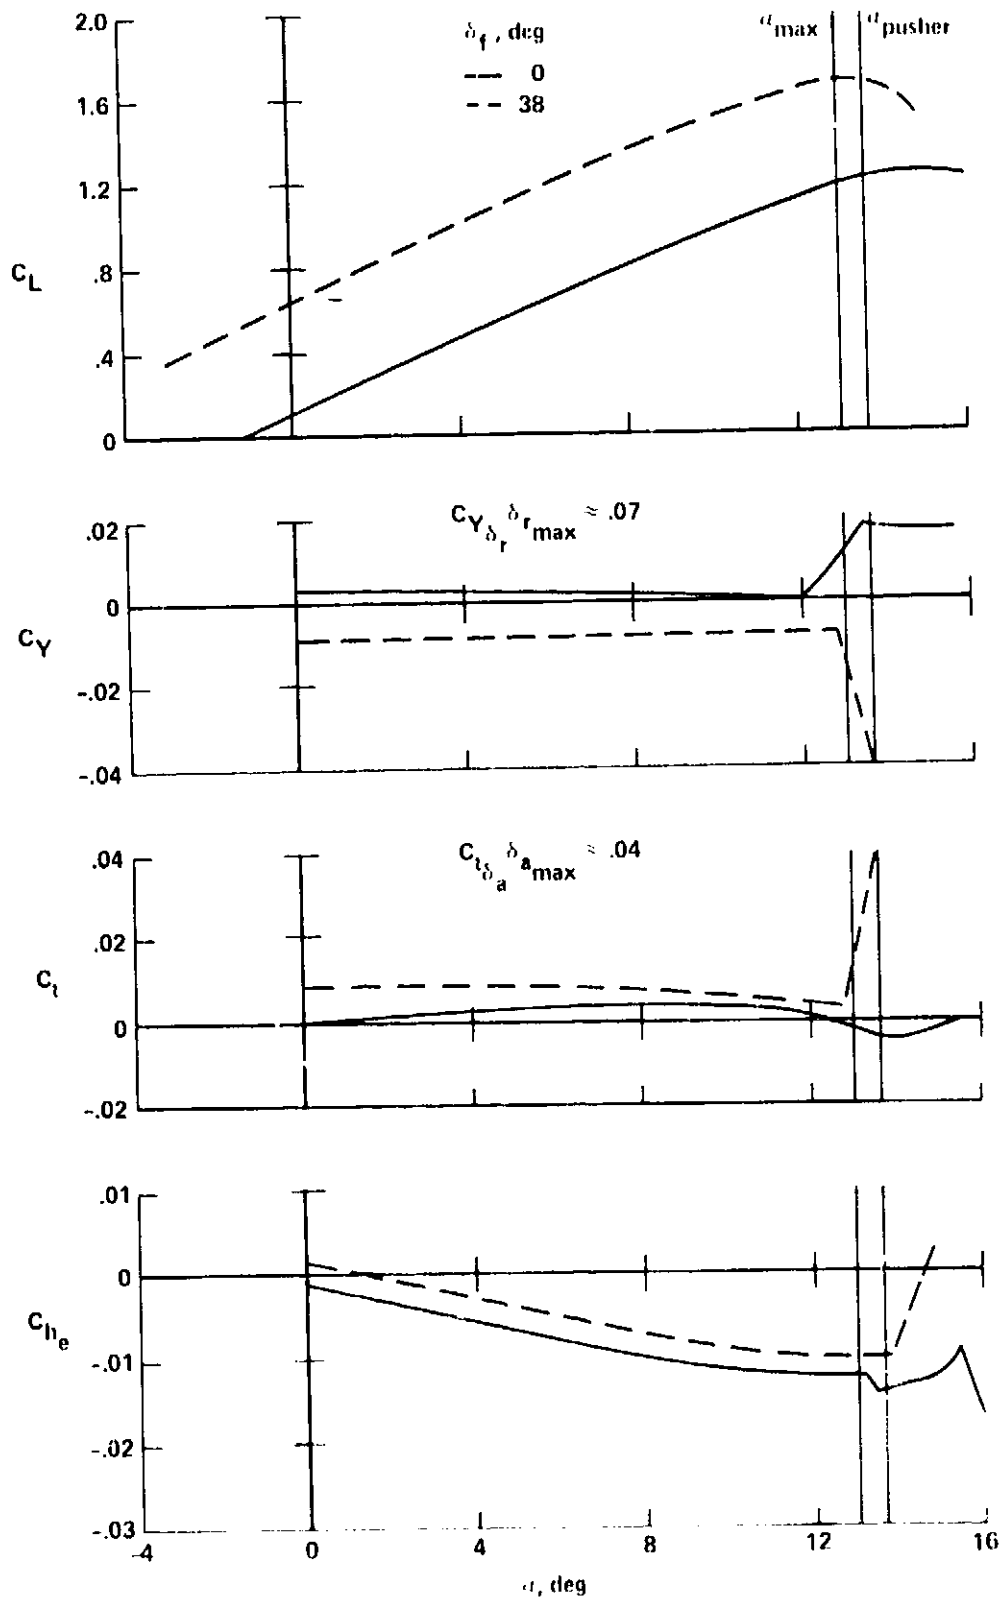 2.0
δf, deg
αmax
αpusher
0
1.6
38
1.2
.8
CL
.4
0
CYδr δrmax ≈ .07
.02
0
CY
-.02
-.04
Clδa δamax ≈ .04
.04
.02
Cl
0
-.02
.01
0
Che
-.01
-.02
-.03
-4 0 4 8 12 16
α, deg